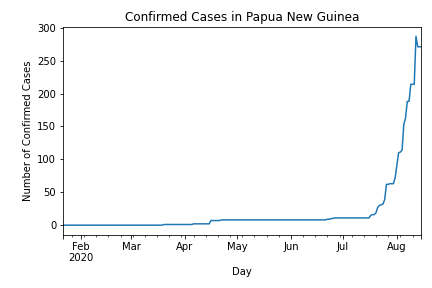 Confirmed Cases in Papua New Guinea
Number of Confirmed Cases
300
250
200
150
100
50
0
Feb Mar Apr May Jun Jul Aug
2020
Day